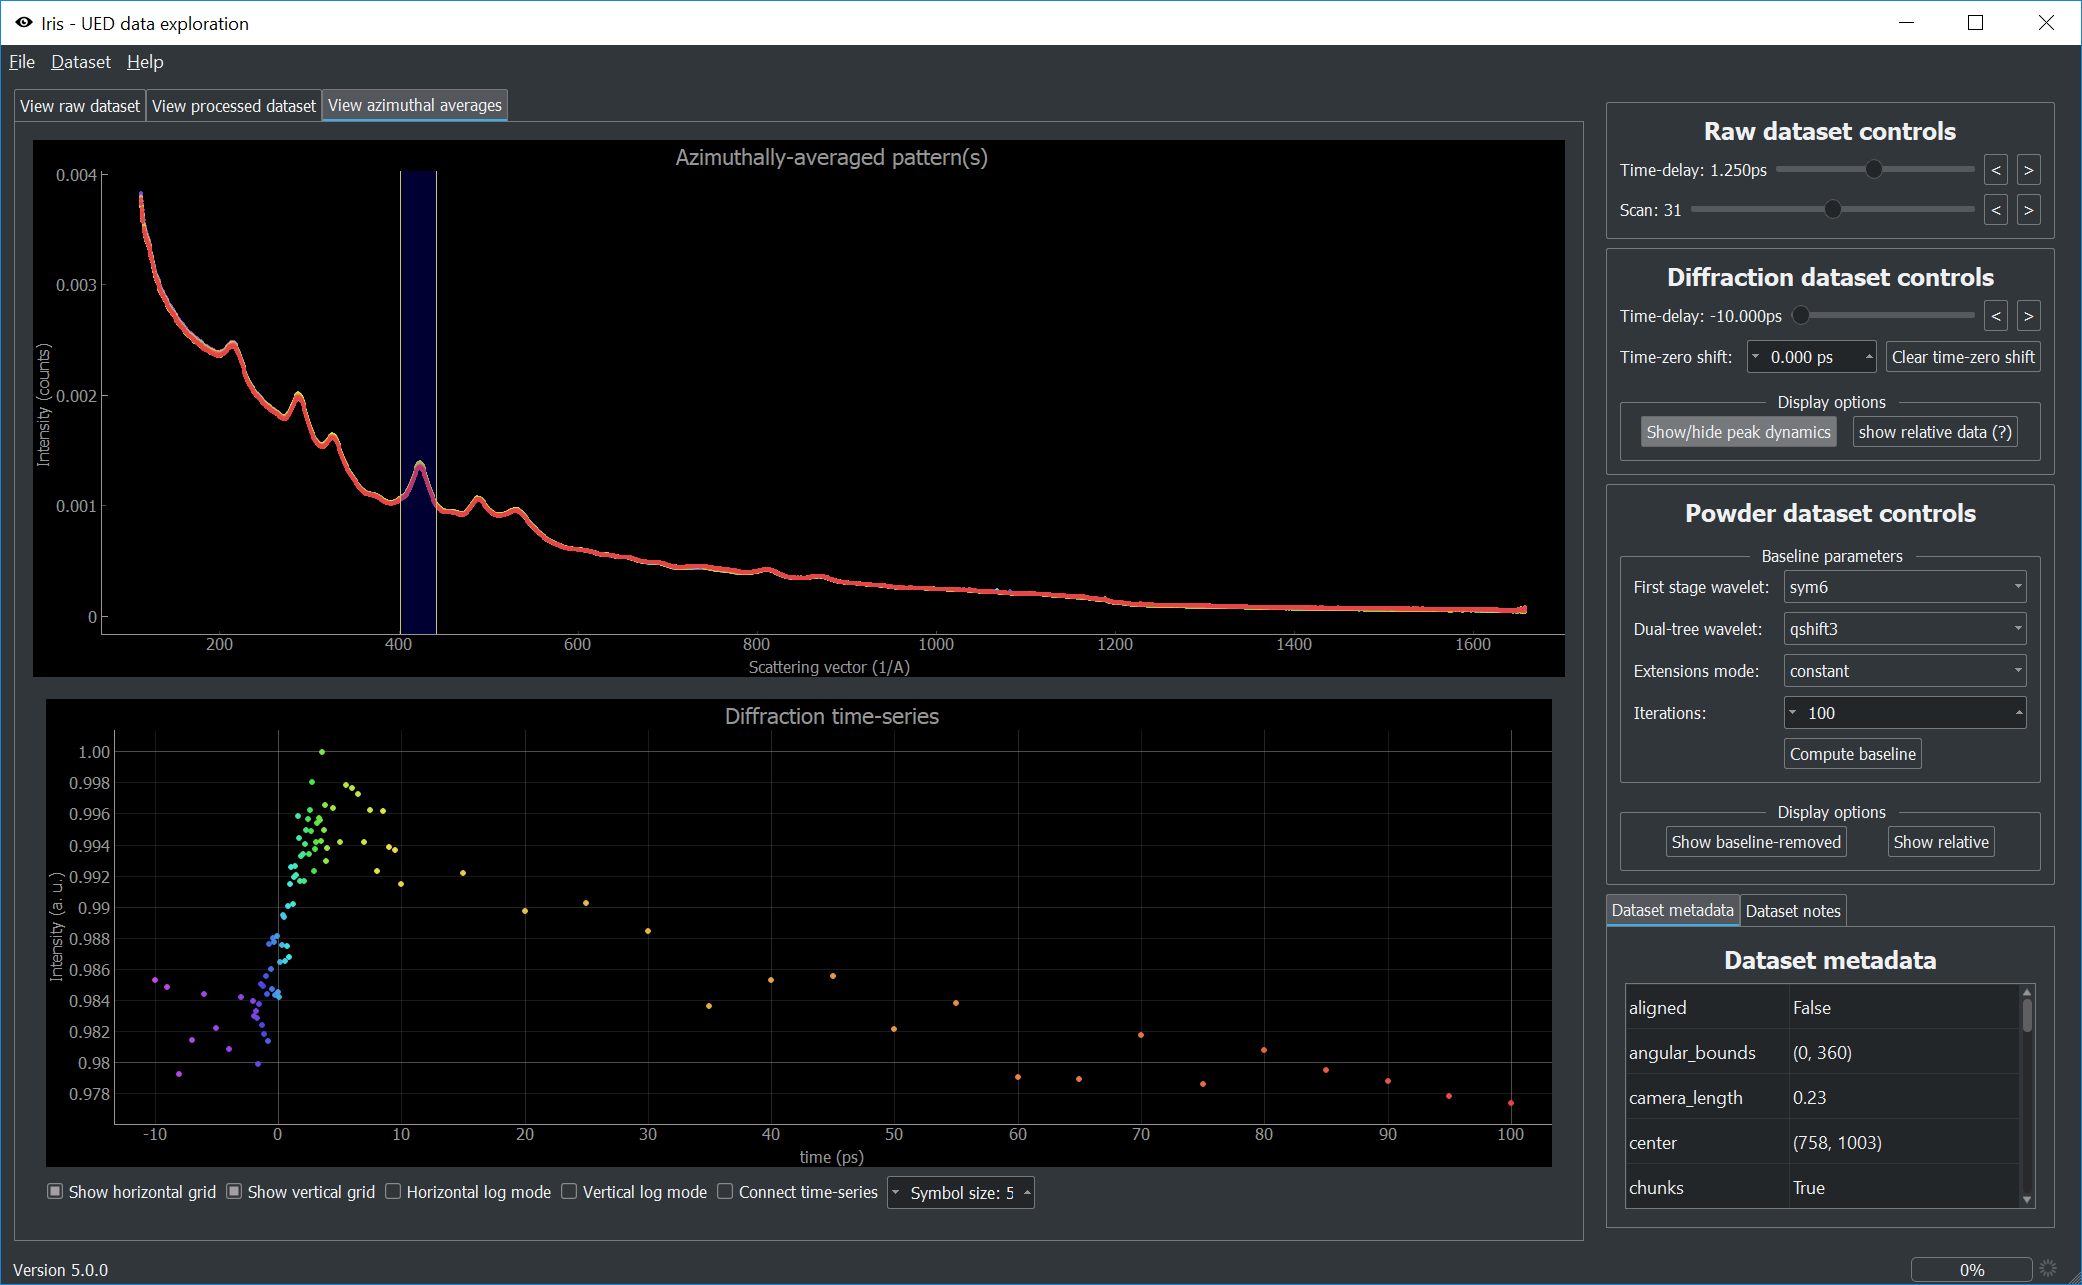 Iris - UED data exploration
File Dataset Help
View raw dataset View processed dataset View azimuthal averages
Azimuthally-averaged pattern(s)
Intensity (counts)
0.004
0.003
0.002
0.001
0
200 400 600 800 1000 1200 1400 1600
Scattering vector (1/A)
Diffraction time-series
Intensity (a. u.)
1.00
0.998
0.996
0.994
0.992
0.99
0.988
0.986
0.984
0.982
0.98
0.978
-10 0 10 20 30 40 50 60 70 80 90 100
time (ps)
Show horizontal grid Show vertical grid Horizontal log mode Vertical log mode Connect time-series Symbol size: 5
Raw dataset controls
Time-delay: 1.250ps < >
Scan: 31 < >
Diffraction dataset controls
Time-delay: -10.000ps < >
Time-zero shift: 0.000 ps Clear time-zero shift
Display options
Show/hide peak dynamics show relative data (?)
Powder dataset controls
Baseline parameters
First stage wavelet: sym6
Dual-tree wavelet: qshift3
Extensions mode: constant
Iterations: 100
Compute baseline
Display options
Show baseline-removed Show relative
Dataset metadata Dataset notes
Dataset metadata
aligned False
angular_bounds (0, 360)
camera_length 0.23
center (758, 1003)
chunks True
Version 5.0.0
0%